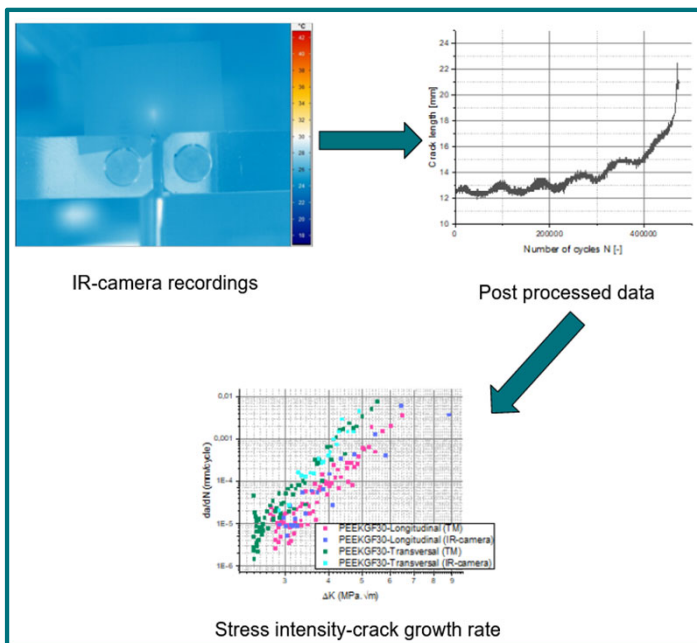 °C
42
40
38
36
34
32
30
28
26
24
22
20
18
16
IR-camera recordings
Crack length [mm]
24
22
20
18
16
14
12
10
0
200000
400000
Number of cycles N [-]
Post processed data
da/dN (mm/cycle)
0,01
0,001
1E-4
1E-5
1E-6
PEEKGF30-Longitudinal (TM)
PEEKGF30-Longitudinal (IR-camera)
PEEKGF30-Transversal (TM)
PEEKGF30-Transversal (IR-camera)
3 4 5 6 7 8 9
ΔK (MPa.√m)
Stress intensity-crack growth rate